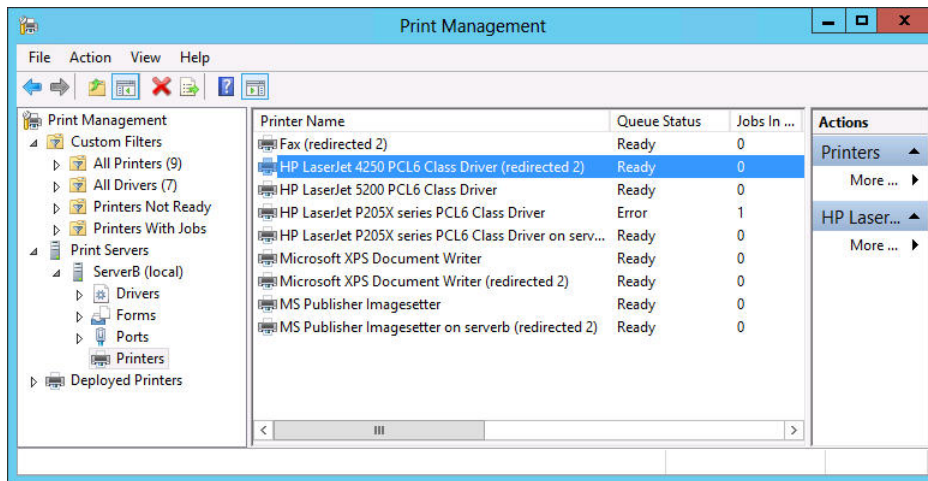 Print Management
File Action View Help
Print Management
Custom Filters
All Printers (9)
All Drivers (7)
Printers Not Ready
Printers With Jobs
Print Servers
ServerB (local)
Drivers
Forms
Ports
Printers
Deployed Printers
Printer Name Queue Status Jobs In ...
Fax (redirected 2) Ready 0
HP LaserJet 4250 PCL6 Class Driver (redirected 2) Ready 0
HP LaserJet 5200 PCL6 Class Driver Ready 0
HP LaserJet P205X series PCL6 Class Driver Error 1
HP LaserJet P205X series PCL6 Class Driver on serv... Ready 0
Microsoft XPS Document Writer Ready 0
Microsoft XPS Document Writer (redirected 2) Ready 0
MS Publisher Imagesetter Ready 0
MS Publisher Imagesetter on serverb (redirected 2) Ready 0
Actions
Printers
More ...
HP Laser...
More ...